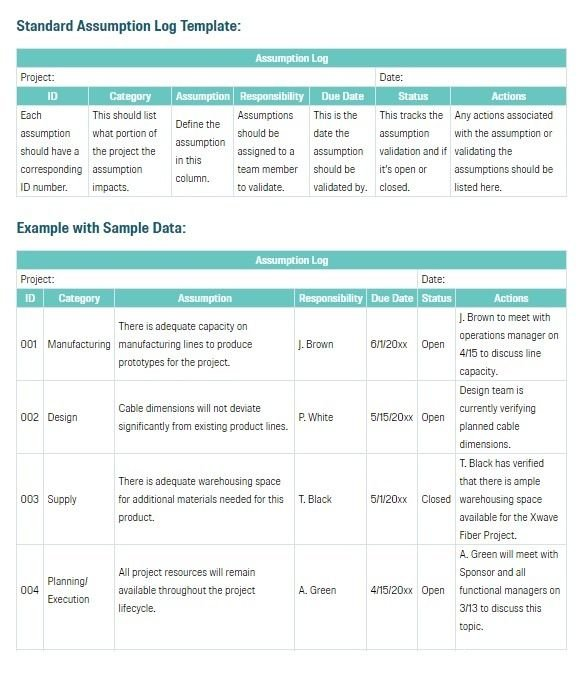 Standard Assumption Log Template:
Assumption Log
Project:
Date:
ID
Category
Assumption
Responsibility
Due Date
Status
Actions
Each
assumption
should have a
corresponding
ID number.
This should list
what portion of
the project the
assumption
impacts.
Define the
assumption
in this
column.
Assumptions
should be
assigned to a
team member
to validate.
This is the
date the
assumption
should be
validated by.
This tracks the
assumption
validation and if
it's open or
closed.
Any actions associated
with the assumption or
validating the
assumptions should be
listed here.
Example with Sample Data:
Assumption Log
Project:
Date:
ID
Category
Assumption
Responsibility
Due Date
Status
Actions
001
Manufacturing
There is adequate capacity on
manufacturing lines to produce
prototypes for the project.
J. Brown
6/1/20xx
Open
J. Brown to meet with
operations manager on
4/15 to discuss line
capacity.
002
Design
Cable dimensions will not deviate
significantly from existing product lines.
P. White
5/15/20xx
Open
Design team is
currently verifying
planned cable
dimensions.
003
Supply
There is adequate warehousing space
for additional materials needed for this
product.
T. Black
5/1/20xx
Closed
T. Black has verified
that there is ample
warehousing space
available for the Xwave
Fiber Project.
004
Planning/
Execution
All project resources will remain
available throughout the project
lifecycle.
A. Green
4/15/20xx
Open
A. Green will meet with
Sponsor and all
functional managers on
3/13 to discuss this
topic.